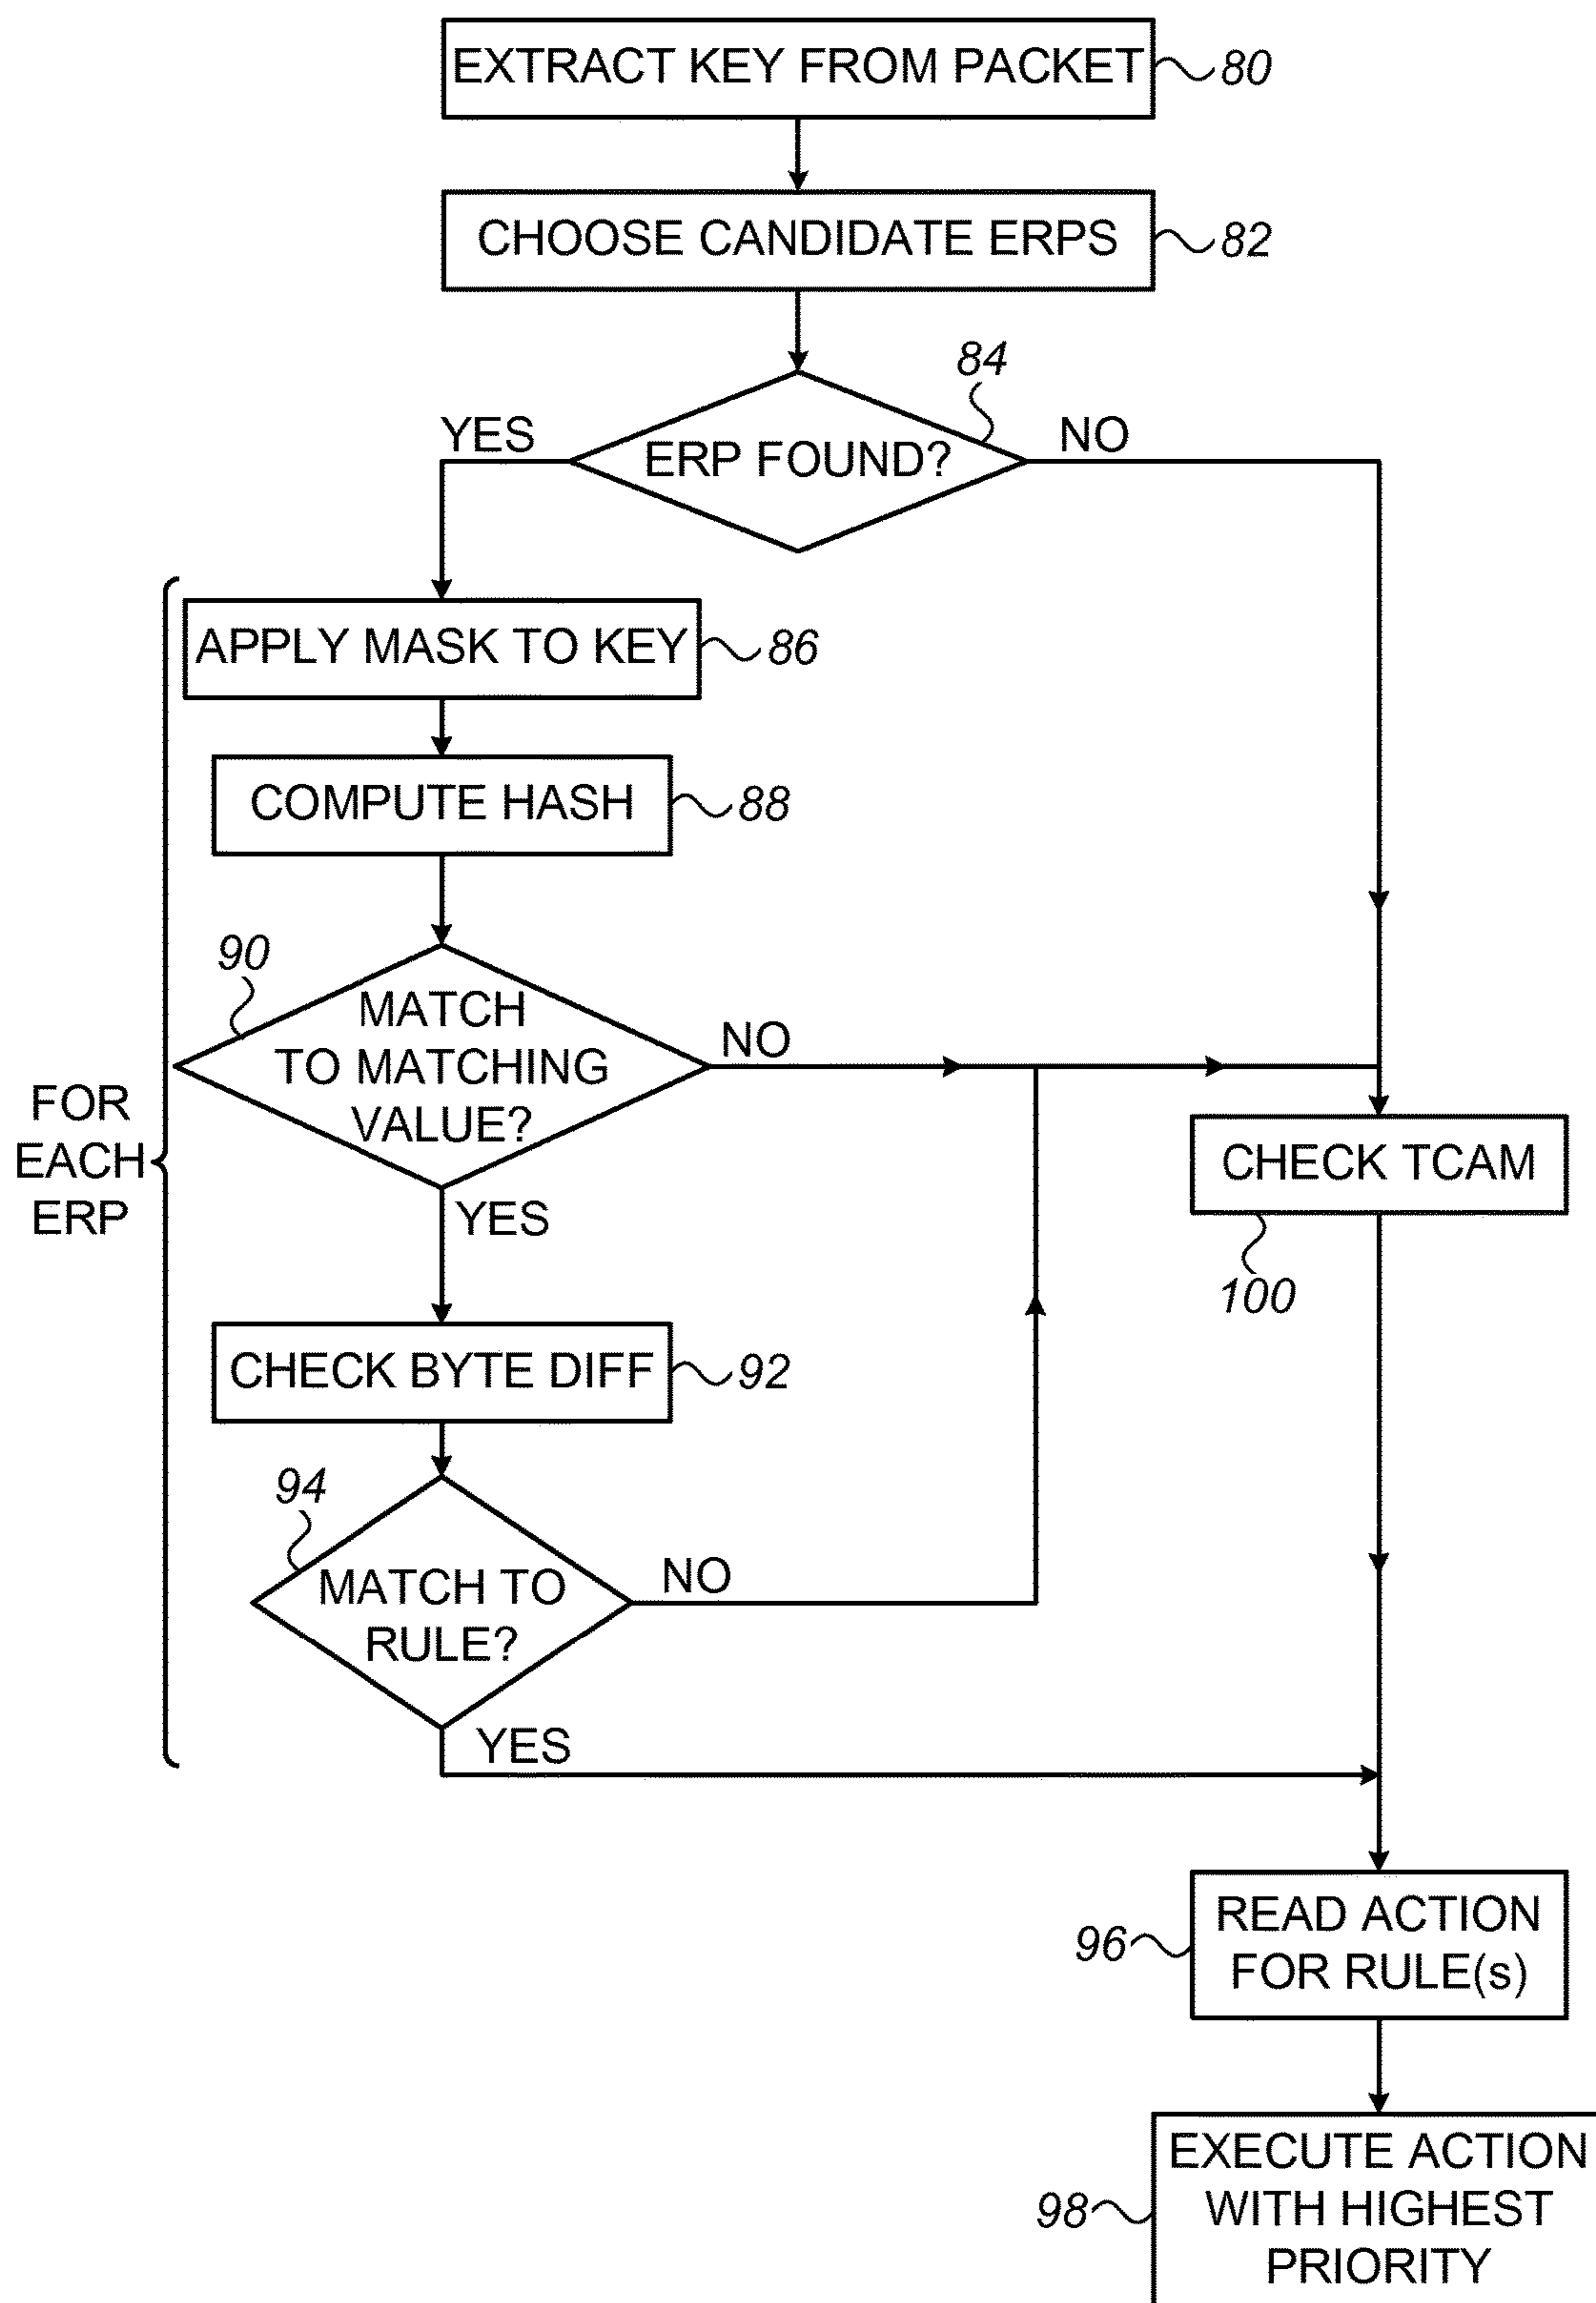 EXTRACT KEY FROM PACKET
80
CHOOSE CANDIDATE ERPS
82
84
YES
ERP FOUND?
NO
APPLY MASK TO KEY
86
COMPUTE HASH
88
90
MATCH
TO MATCHING
VALUE?
NO
YES
FOR
EACH
ERP
CHECK TCAM
100
CHECK BYTE DIFF
92
94
MATCH TO
RULE?
NO
YES
READ ACTION
FOR RULE(s)
96
EXECUTE ACTION
WITH HIGHEST
PRIORITY
98